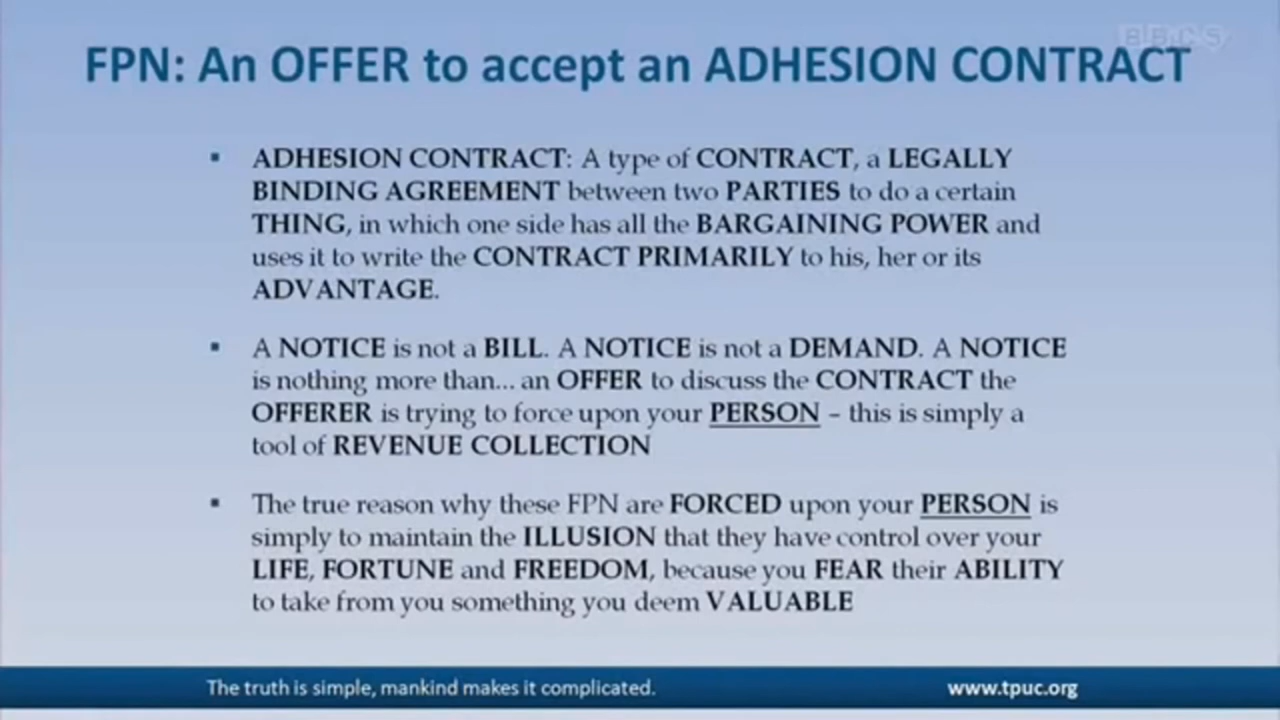 BBC5
FPN: An OFFER to accept an ADHESION CONTRACT
▪ ADHESION CONTRACT: A type of CONTRACT, a LEGALLY
BINDING AGREEMENT between two PARTIES to do a certain
THING, in which one side has all the BARGAINING POWER and
uses it to write the CONTRACT PRIMARILY to his, her or its
ADVANTAGE.
▪ A NOTICE is not a BILL. A NOTICE is not a DEMAND. A NOTICE
is nothing more than... an OFFER to discuss the CONTRACT the
OFFERER is trying to force upon your PERSON – this is simply a
tool of REVENUE COLLECTION
▪ The true reason why these FPN are FORCED upon your PERSON is
simply to maintain the ILLUSION that they have control over your
LIFE, FORTUNE and FREEDOM, because you FEAR their ABILITY
to take from you something you deem VALUABLE
The truth is simple, mankind makes it complicated. www.tpuc.org